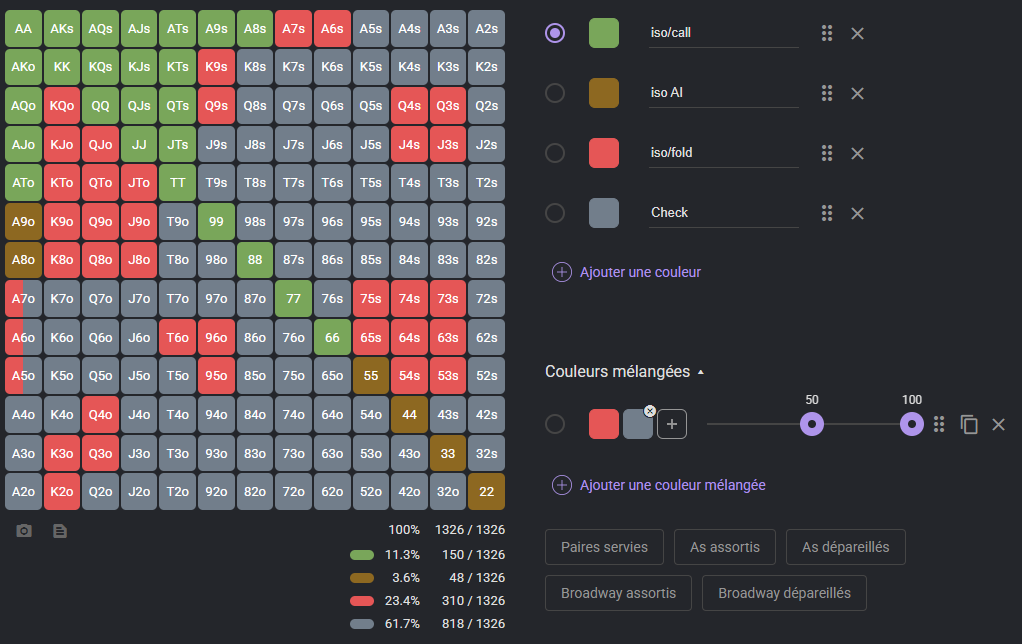 AA AKs AQs AJs ATs A9s A8s A7s A6s A5s A4s A3s A2s
AKo KK KQs KJs KTs K9s K8s K7s K6s K5s K4s K3s K2s
AQo KQo QQ QJs QTs Q9s Q8s Q7s Q6s Q5s Q4s Q3s Q2s
AJo KJo QJo JJ JTs J9s J8s J7s J6s J5s J4s J3s J2s
ATo KTo QTo JTo TT T9s T8s T7s T6s T5s T4s T3s T2s
A9o K9o Q9o J9o T9o 99 98s 97s 96s 95s 94s 93s 92s
A8o K8o Q8o J8o T8o 98o 88 87s 86s 85s 84s 83s 82s
A7o K7o Q7o J7o T7o 97o 87o 77 76s 75s 74s 73s 72s
A6o K6o Q6o J6o T6o 96o 86o 76o 66 65s 64s 63s 62s
A5o K5o Q5o J5o T5o 95o 85o 75o 65o 55 54s 53s 52s
A4o K4o Q4o J4o T4o 94o 84o 74o 64o 54o 44 43s 42s
A3o K3o Q3o J3o T3o 93o 83o 73o 63o 53o 43o 33 32s
A2o K2o Q2o J2o T2o 92o 82o 72o 62o 52o 42o 32o 22
100% 1326 / 1326
11.3% 150 / 1326
3.6% 48 / 1326
23.4% 310 / 1326
61.7% 818 / 1326
iso/call
iso AI
iso/fold
Check
Ajouter une couleur
Couleurs mélangées
50 100
Ajouter une couleur mélangée
Paires servies As assortis As dépareillés
Broadway assortis Broadway dépareillés